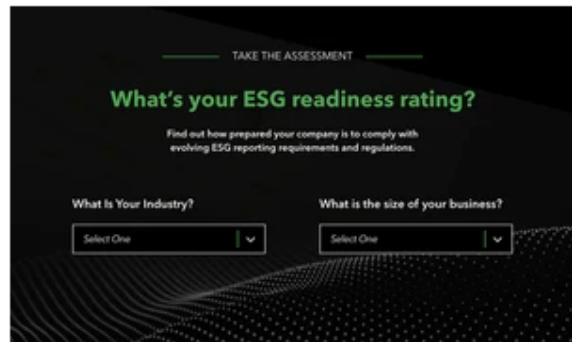 TAKE THE ASSESSMENT
What's your ESG readiness rating?
Find out how prepared your company is to comply with
evolving ESG reporting requirements and regulations.
What Is Your Industry?
What is the size of your business?
Select One
Select One